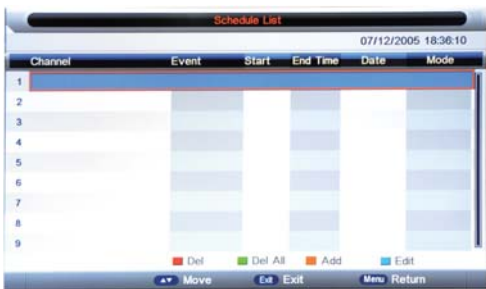 Schedule List
07/12/2005 18:36:10
Channel Event Start End Time Date Mode
1
2
3
4
5
6
7
8
9
Del Del All Add Edit
Move Exit Exit Menu Return